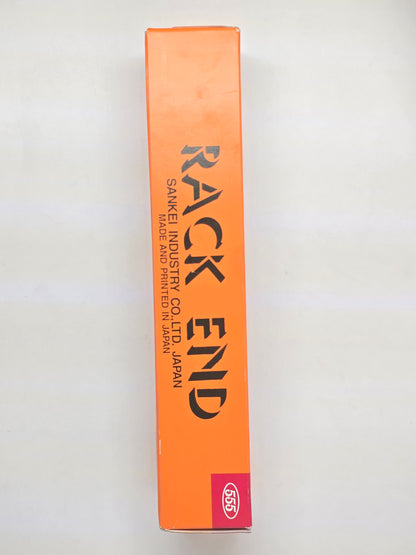 RACK END
SANKEI INDUSTRY CO.,LTD. JAPAN
MADE AND PRINTED IN JAPAN
555